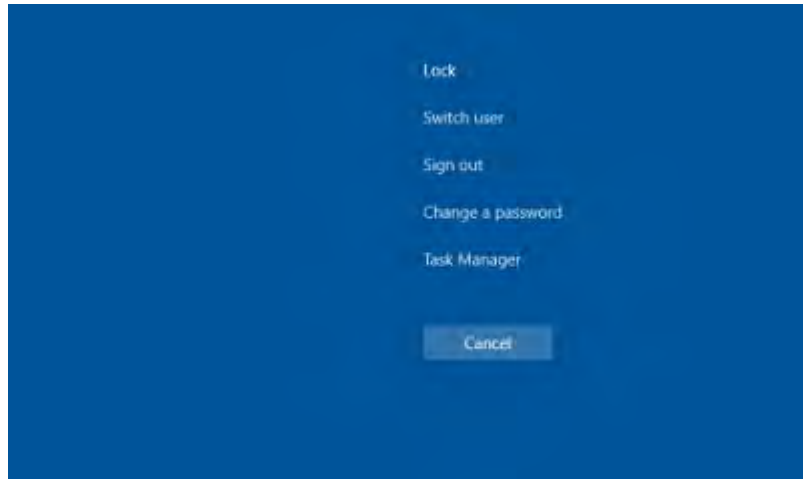 Lock
Switch user
Sign out
Change a password
Task Manager
Cancel